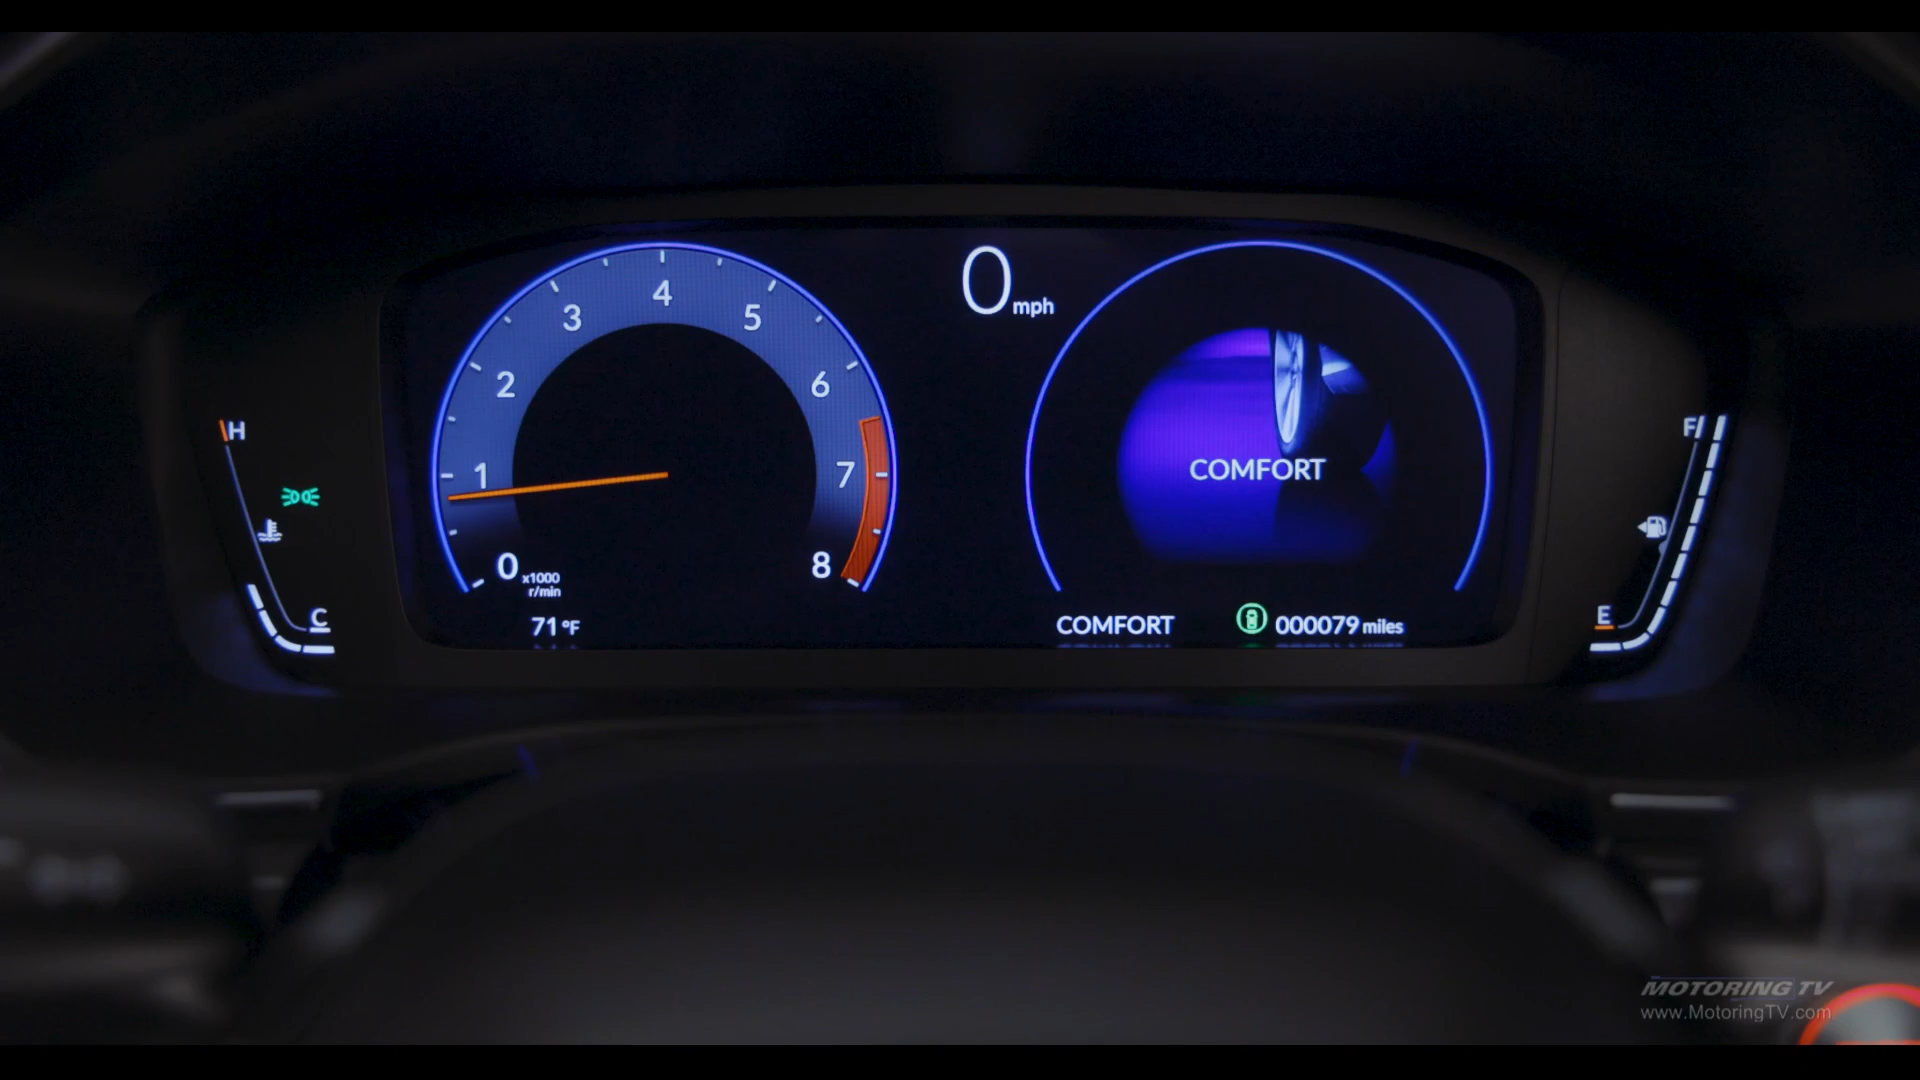 0 mph
4
3
5
2
6
1
7
0
8
x1000
r/min
71 °F
COMFORT
COMFORT
000079 miles
H
C
F
E
MOTORING TV
www.MotoringTV.com